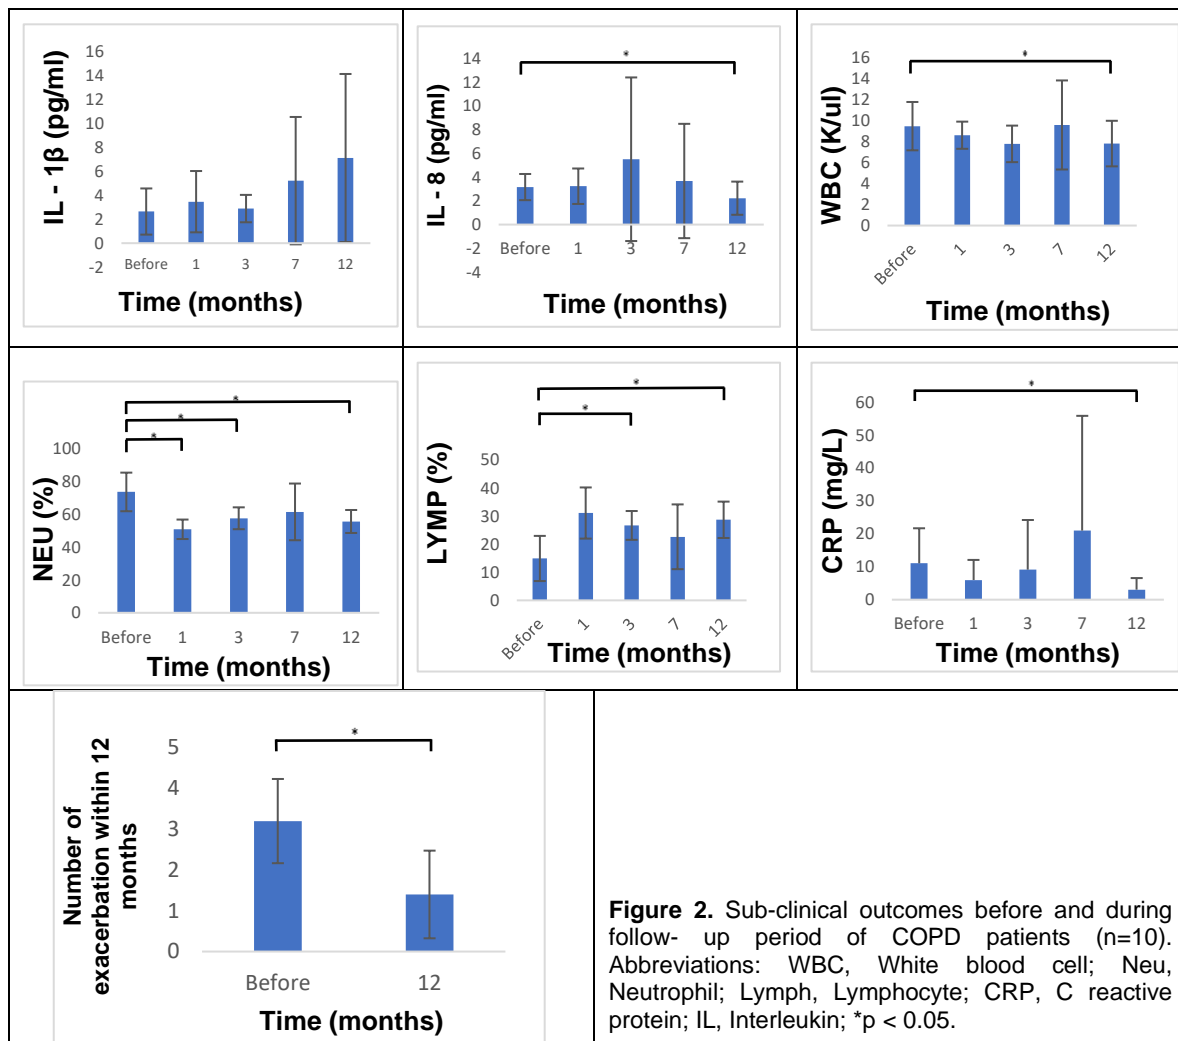 IL - 1β (pg/ml)
16
14
12
10
8
6
4
2
0
-2
Before 1 3 7 12
Time (months)
IL - 8 (pg/ml)
14
12
10
8
6
4
2
0
-2
-4
*
Before 1 3 7 12
Time (months)
WBC (K/ul)
16
14
12
10
8
6
4
2
0
*
Before 1 3 7 12
Time (months)
NEU (%)
100
80
60
40
20
0
*
*
*
Before 1 3 7 12
Time (months)
LYMP (%)
50
40
30
20
10
0
*
*
Before 1 3 7 12
Time (months)
CRP (mg/L)
60
50
40
30
20
10
0
*
Before 1 3 7 12
Time (months)
Number of
exacerbation within 12
months
5
4
3
2
1
0
*
Before 12
Time (months)
Figure 2. Sub-clinical outcomes before and during
follow- up period of COPD patients (n=10).
Abbreviations: WBC, White blood cell; Neu,
Neutrophil; Lymph, Lymphocyte; CRP, C reactive
protein; IL, Interleukin; *p < 0.05.